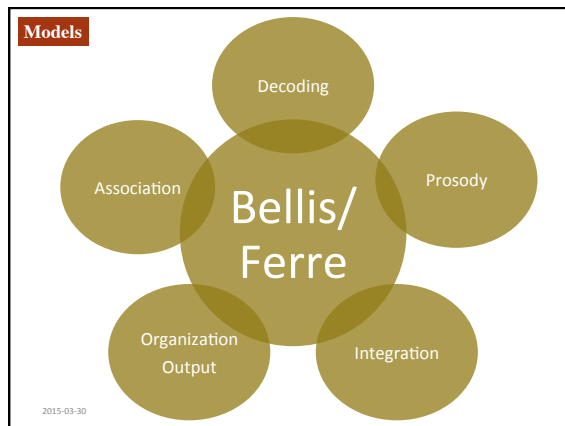 Models
Decoding
Association
Prosody
Bellis/
Ferre
Organization
Output
Integration
2015-03-30